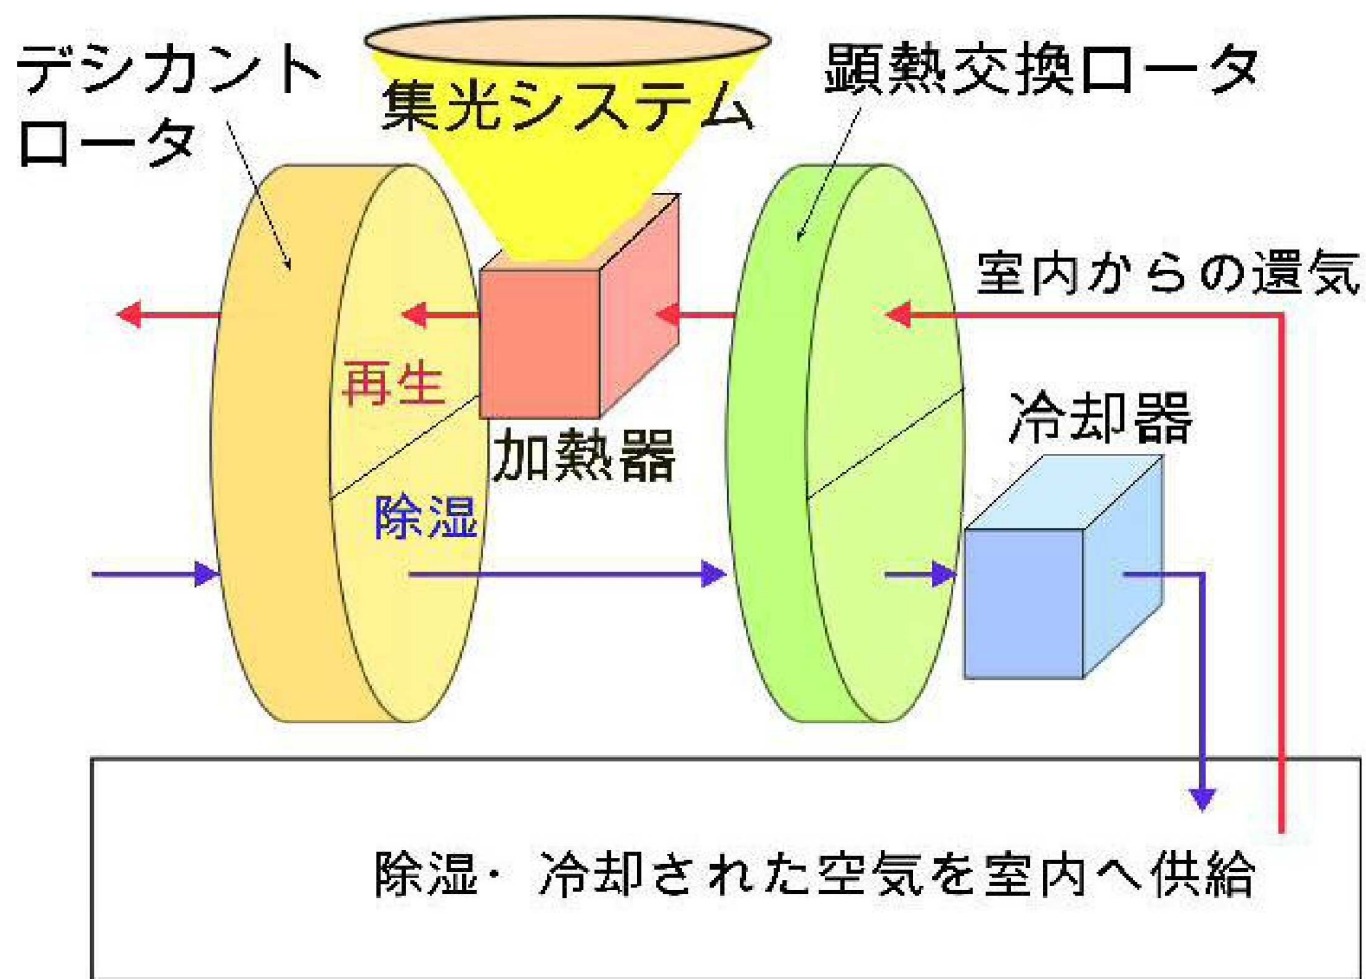 デシカント
ロータ
集光システム
顕熱交換ロータ
室内からの還気
再生
加熱器
冷却器
除湿
除湿・冷却された空気を室内へ供給